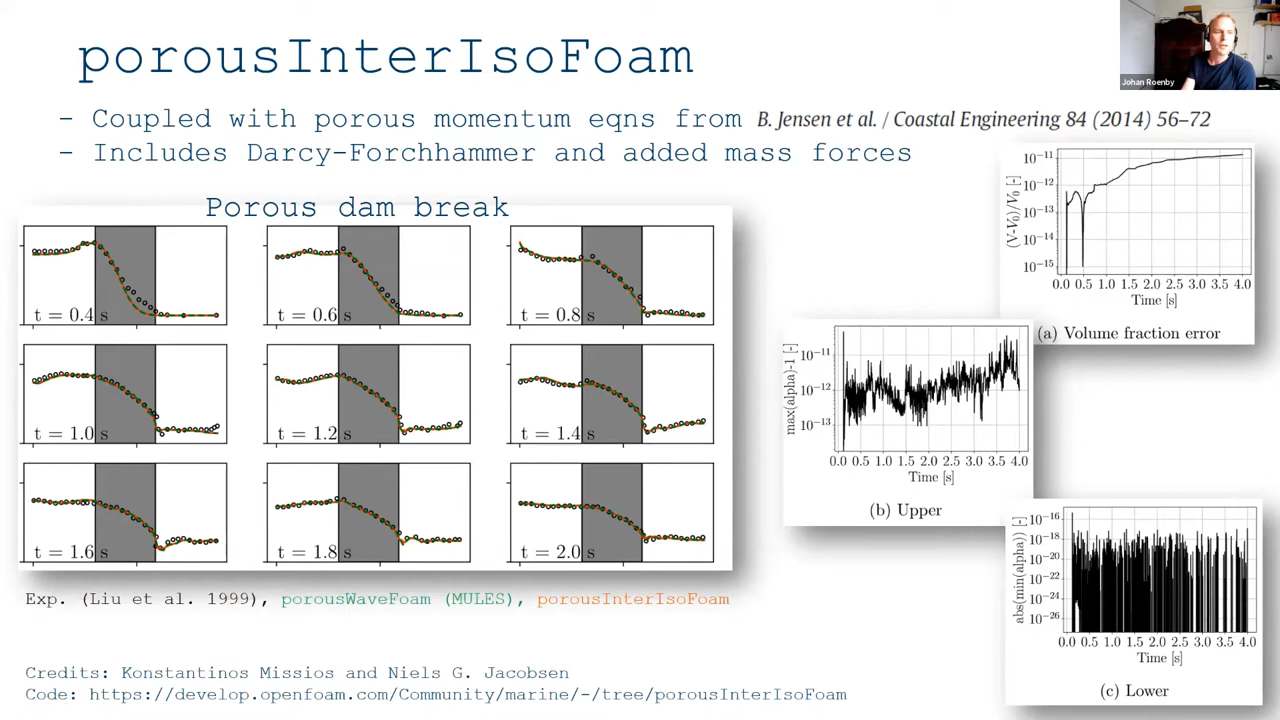 porousInterIsoFoam
Johan Roenby
- Coupled with porous momentum eqns from B. Jensen et al. / Coastal Engineering 84 (2014) 56–72
- Includes Darcy-Forchhammer and added mass forces
Porous dam break
t = 0.4 s
t = 0.6 s
t = 0.8 s
t = 1.0 s
t = 1.2 s
t = 1.4 s
t = 1.6 s
t = 1.8 s
t = 2.0 s
Exp. (Liu et al. 1999), porousWaveFoam (MULES), porousInterIsoFoam
(V-V₀)/V₀ [-]
10⁻¹¹
10⁻¹²
10⁻¹³
10⁻¹⁴
10⁻¹⁵
0.0 0.5 1.0 1.5 2.0 2.5 3.0 3.5 4.0
Time [s]
(a) Volume fraction error
max(alpha)-1 [-]
10⁻¹¹
10⁻¹²
10⁻¹³
0.0 0.5 1.0 1.5 2.0 2.5 3.0 3.5 4.0
Time [s]
(b) Upper
abs(min(alpha)) [-]
10⁻¹⁶
10⁻¹⁸
10⁻²⁰
10⁻²²
10⁻²⁴
10⁻²⁶
0.0 0.5 1.0 1.5 2.0 2.5 3.0 3.5 4.0
Time [s]
(c) Lower
Credits: Konstantinos Missios and Niels G. Jacobsen
Code: https://develop.openfoam.com/Community/marine/-/tree/porousInterIsoFoam